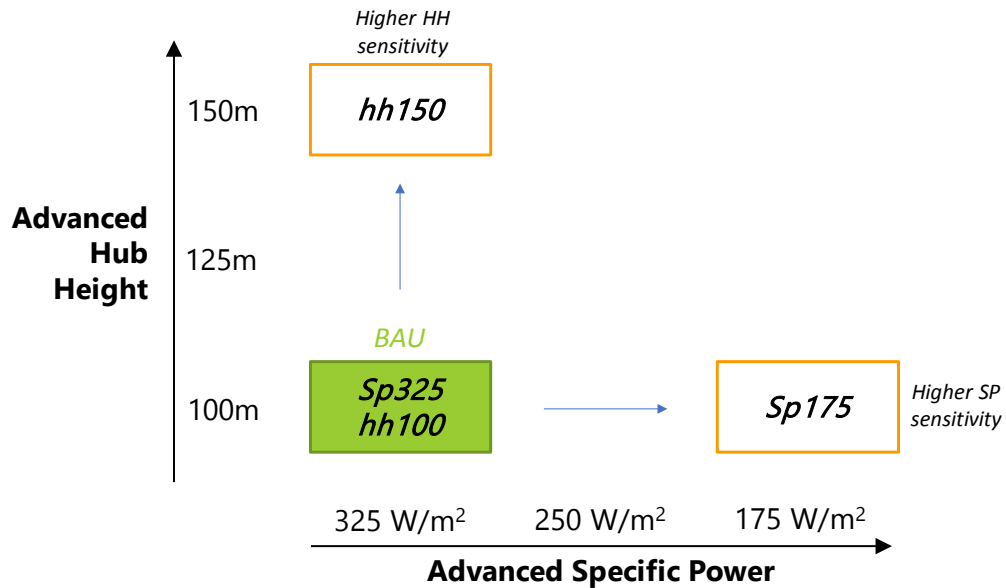 Higher HH
sensitivity
150m
hh150
Advanced
Hub
Height
125m
BAU
100m
Sp325
hh100
Sp175
Higher SP
sensitivity
325 W/m²
250 W/m²
175 W/m²
Advanced Specific Power